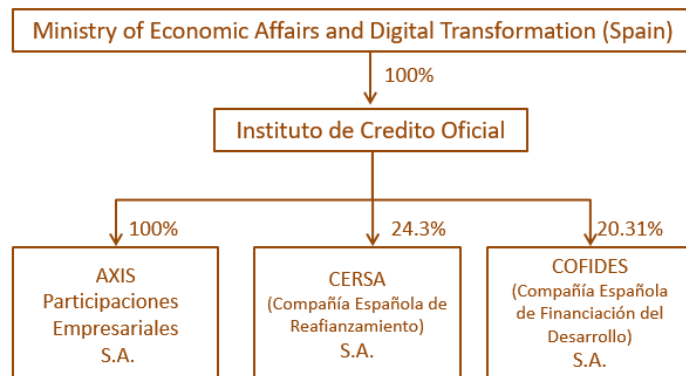 Ministry of Economic Affairs and Digital Transformation (Spain)
100%
Instituto de Credito Oficial
100%
24.3%
20.31%
AXIS
Participaciones
Empresariales
S.A.
CERSA
(Compañía Española de
Reafianzamiento)
S.A.
COFIDES
(Compañía Española
de Financiación del
Desarrollo)
S.A.